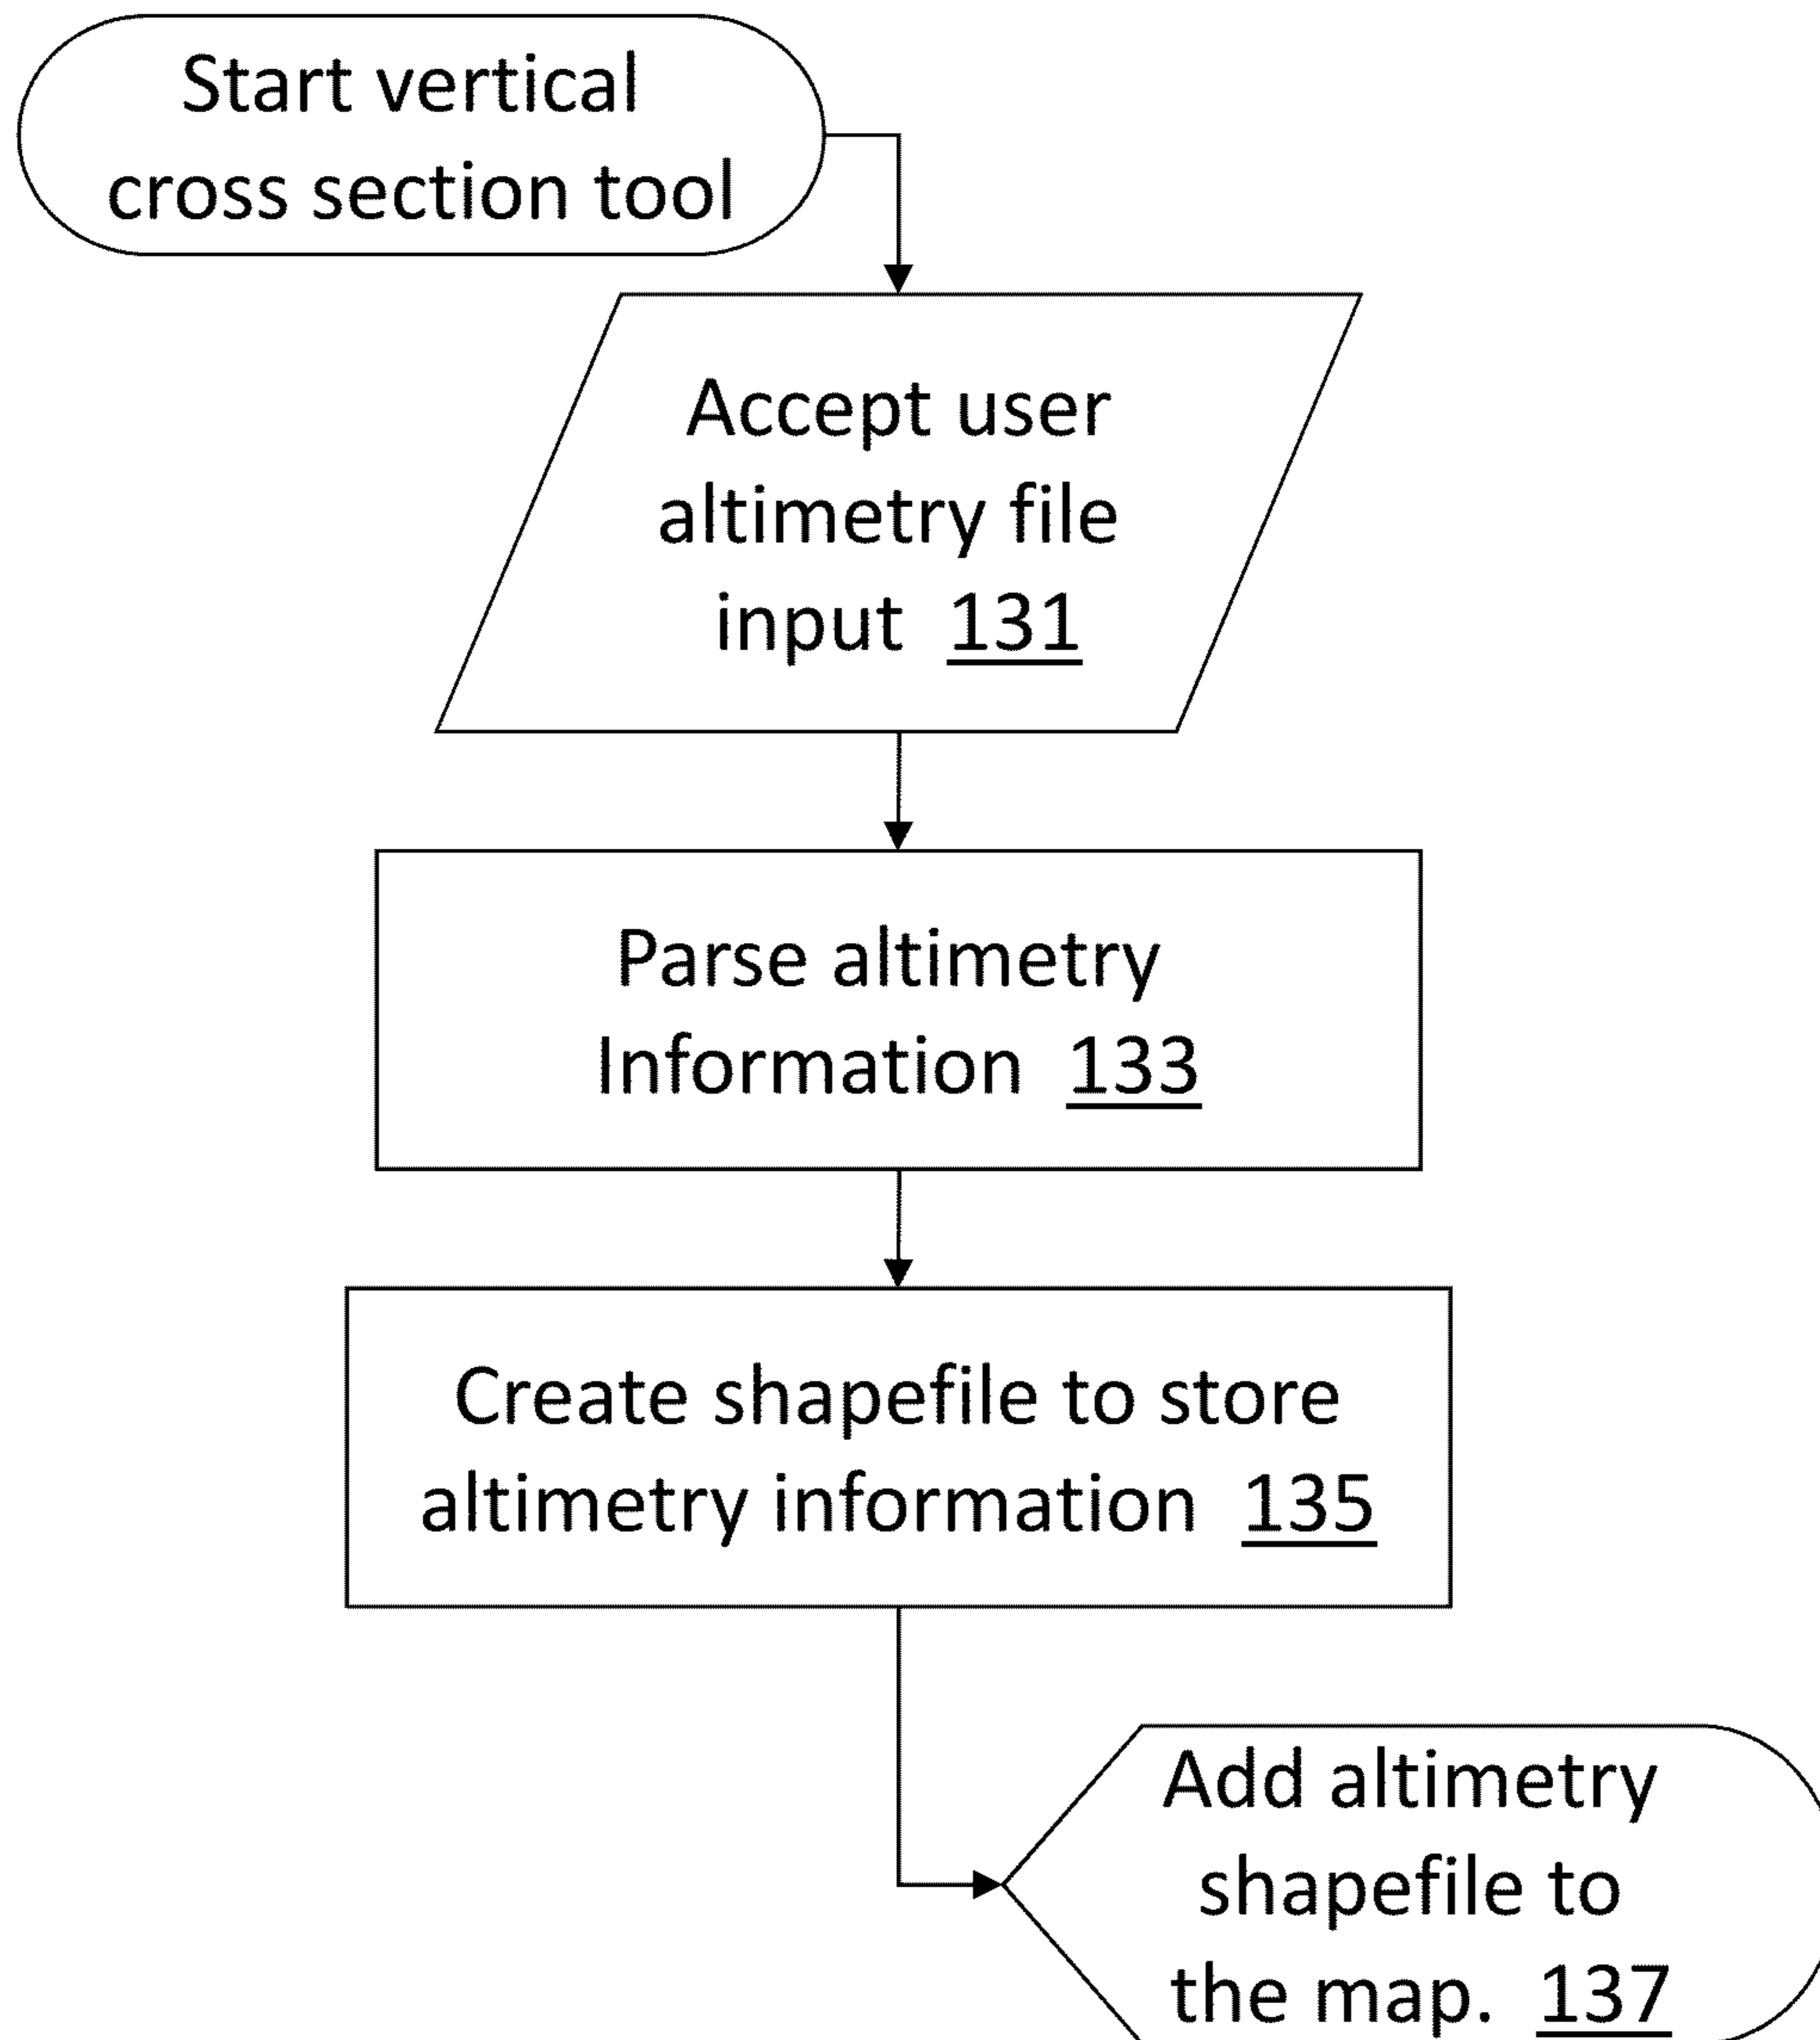 Start vertical
cross section tool
Accept user
altimetry file
input 131
Parse altimetry
Information 133
Create shapefile to store
altimetry information 135
Add altimetry
shapefile to
the map. 137